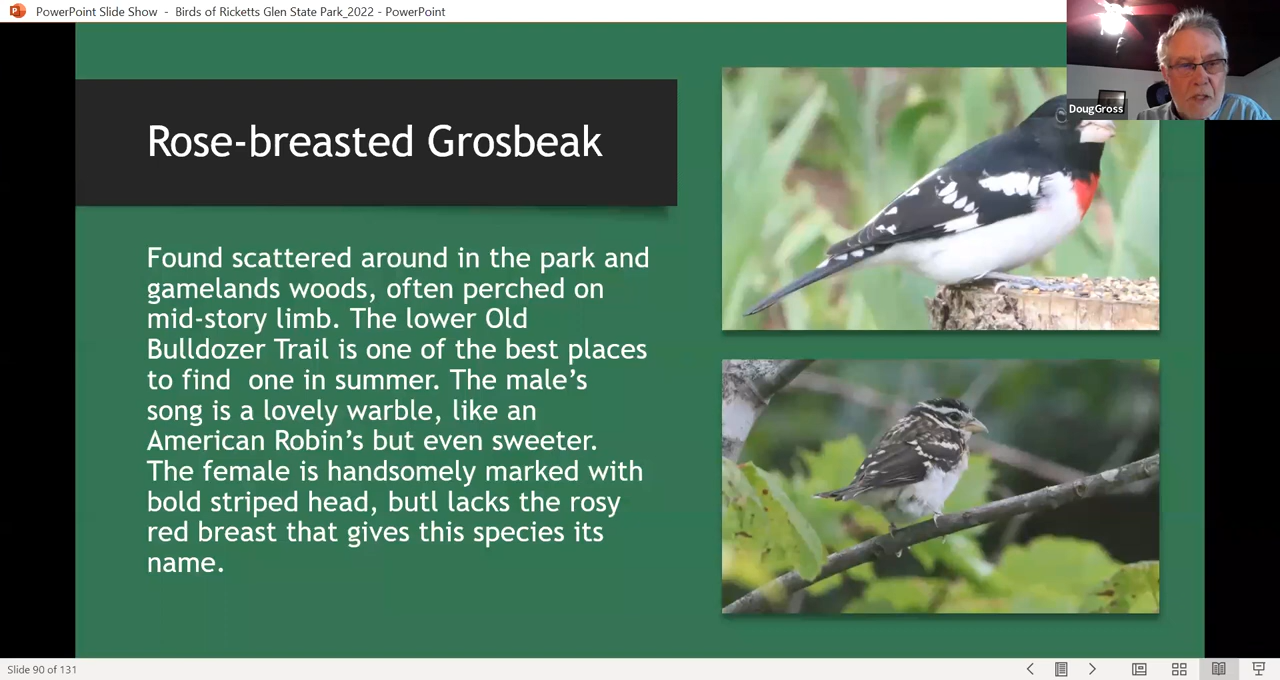 PowerPoint Slide Show - Birds of Ricketts Glen State Park_2022 - PowerPoint
DougGross
Rose-breasted Grosbeak
Found scattered around in the park and
gamelands woods, often perched on
mid-story limb. The lower Old
Bulldozer Trail is one of the best places
to find  one in summer. The male’s
song is a lovely warble, like an
American Robin’s but even sweeter.
The female is handsomely marked with
bold striped head, butl lacks the rosy
red breast that gives this species its
name.
Slide 90 of 131